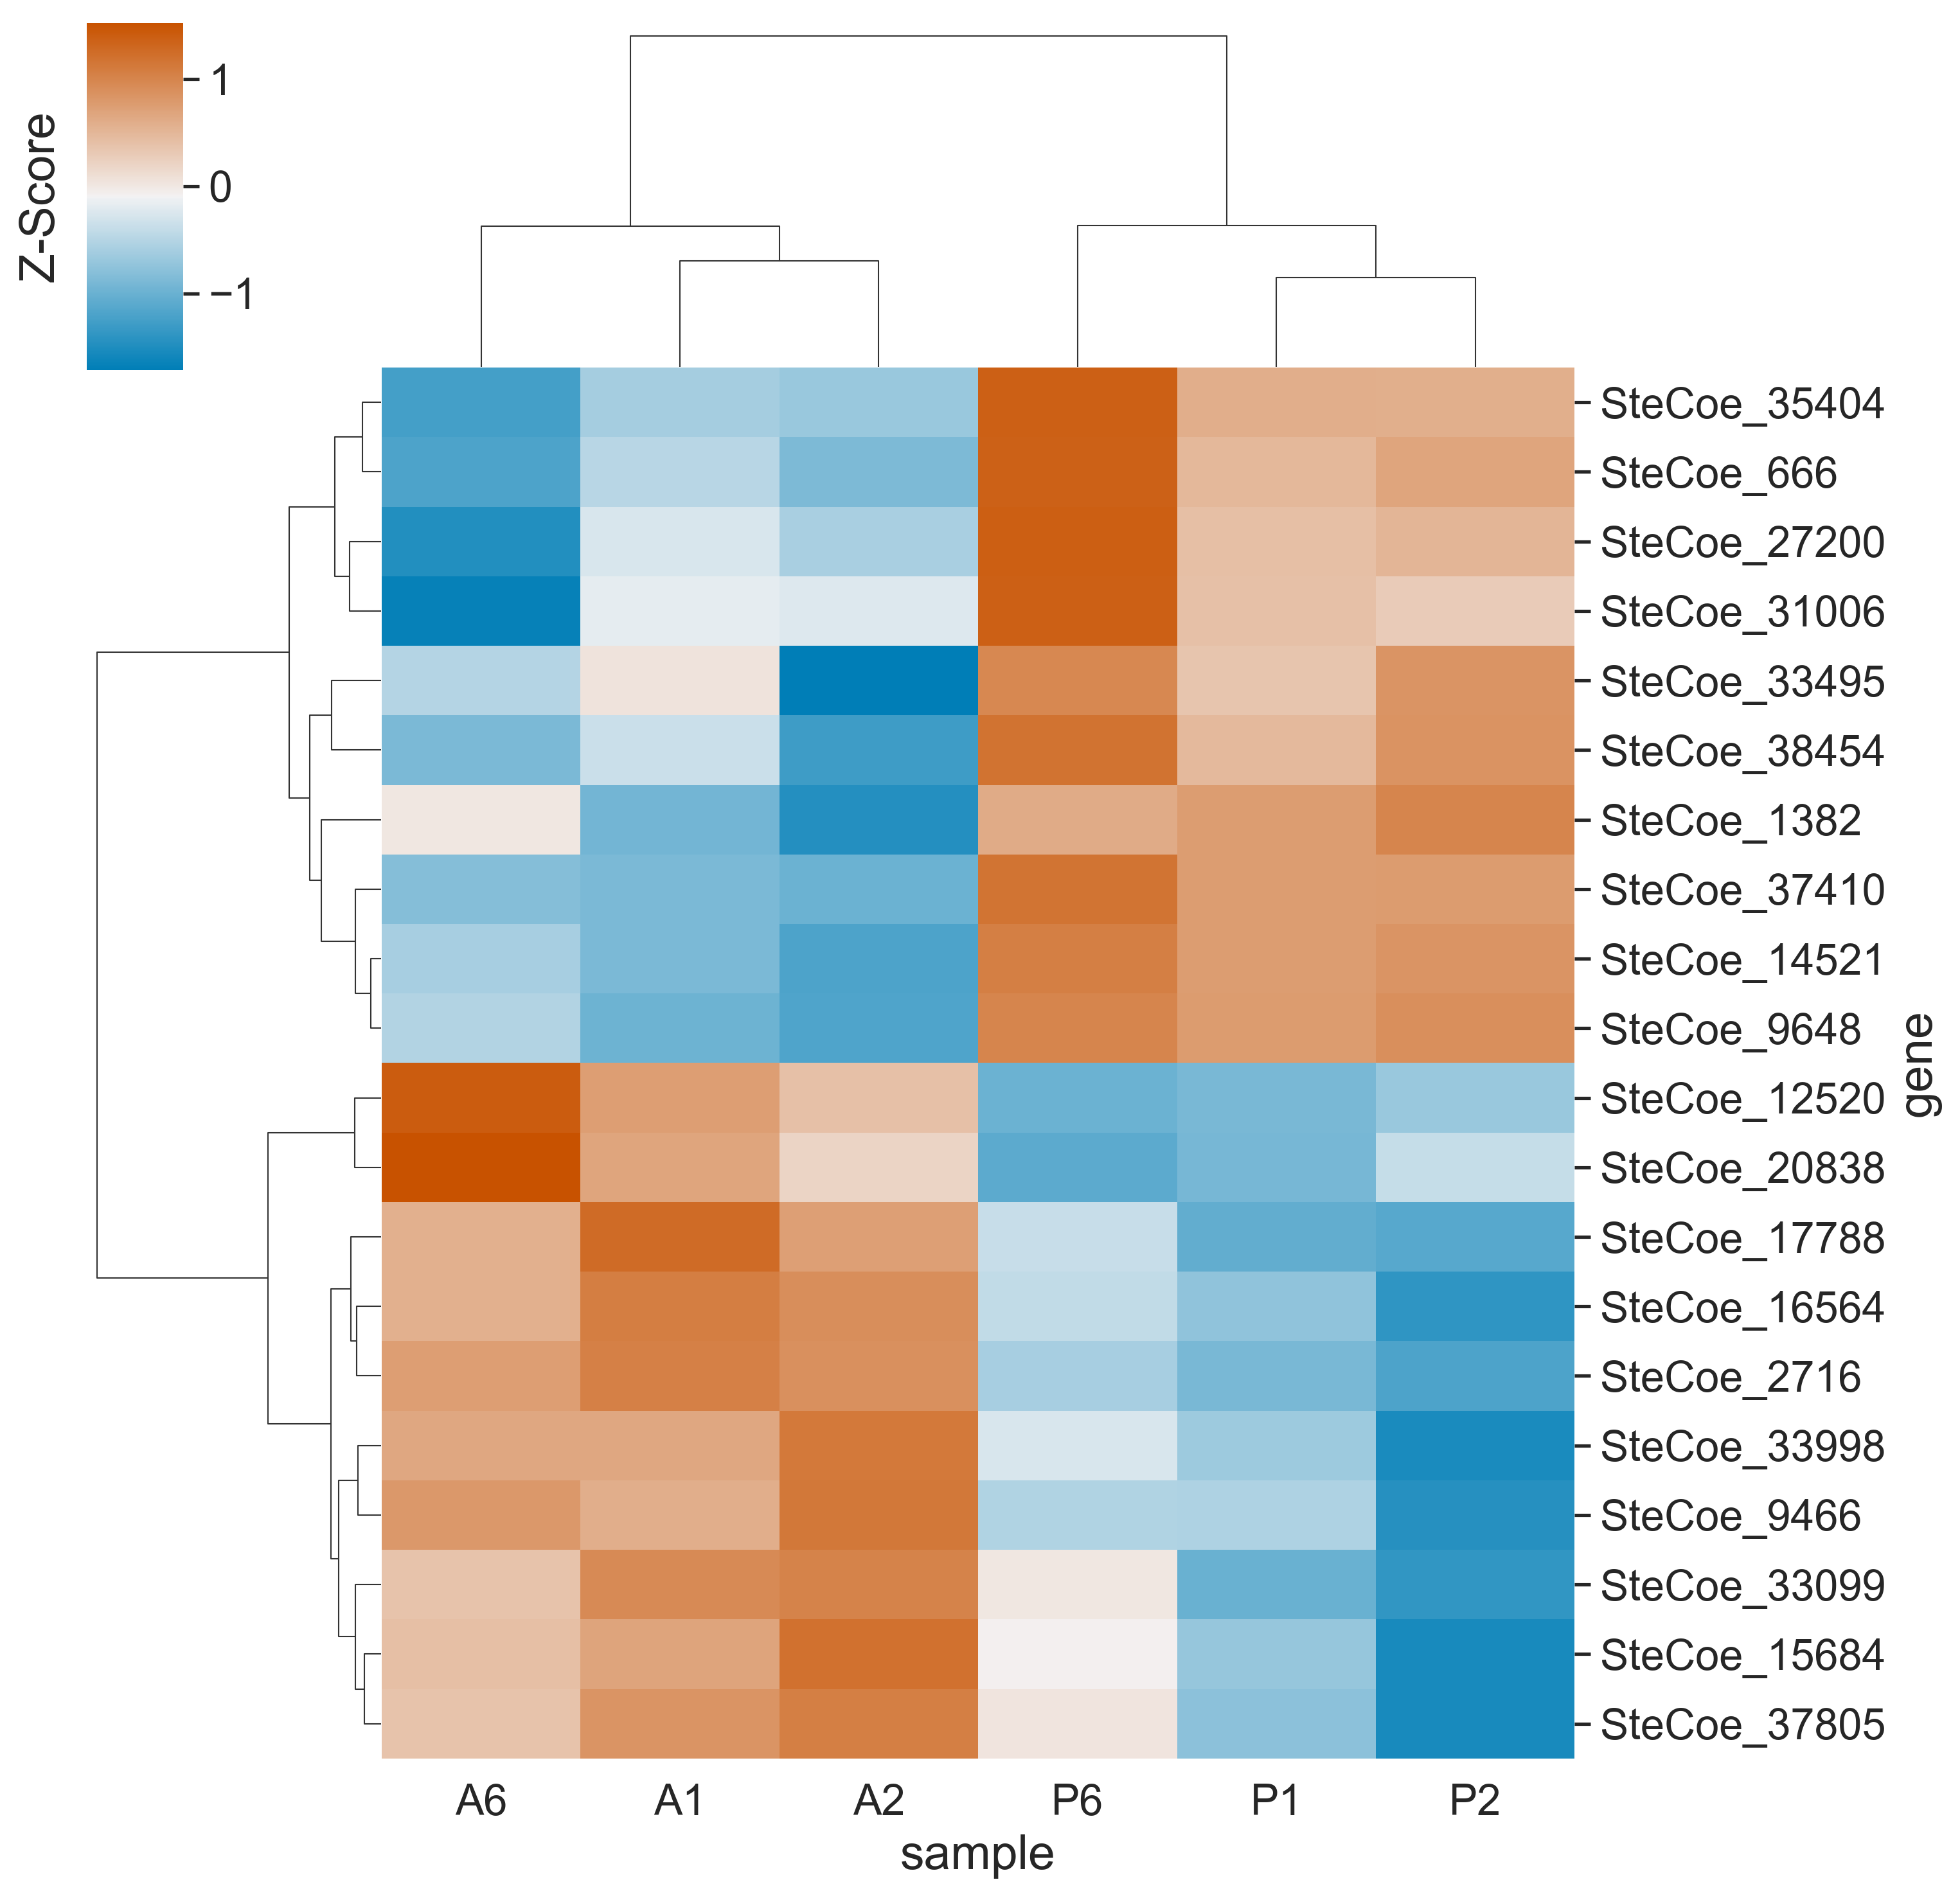 Z-Score
1
0
−1
SteCoe_35404
SteCoe_666
SteCoe_27200
SteCoe_31006
SteCoe_33495
SteCoe_38454
SteCoe_1382
SteCoe_37410
SteCoe_14521
SteCoe_9648
SteCoe_12520
SteCoe_20838
SteCoe_17788
SteCoe_16564
SteCoe_2716
SteCoe_33998
SteCoe_9466
SteCoe_33099
SteCoe_15684
SteCoe_37805
gene
A6 A1 A2 P6 P1 P2
sample